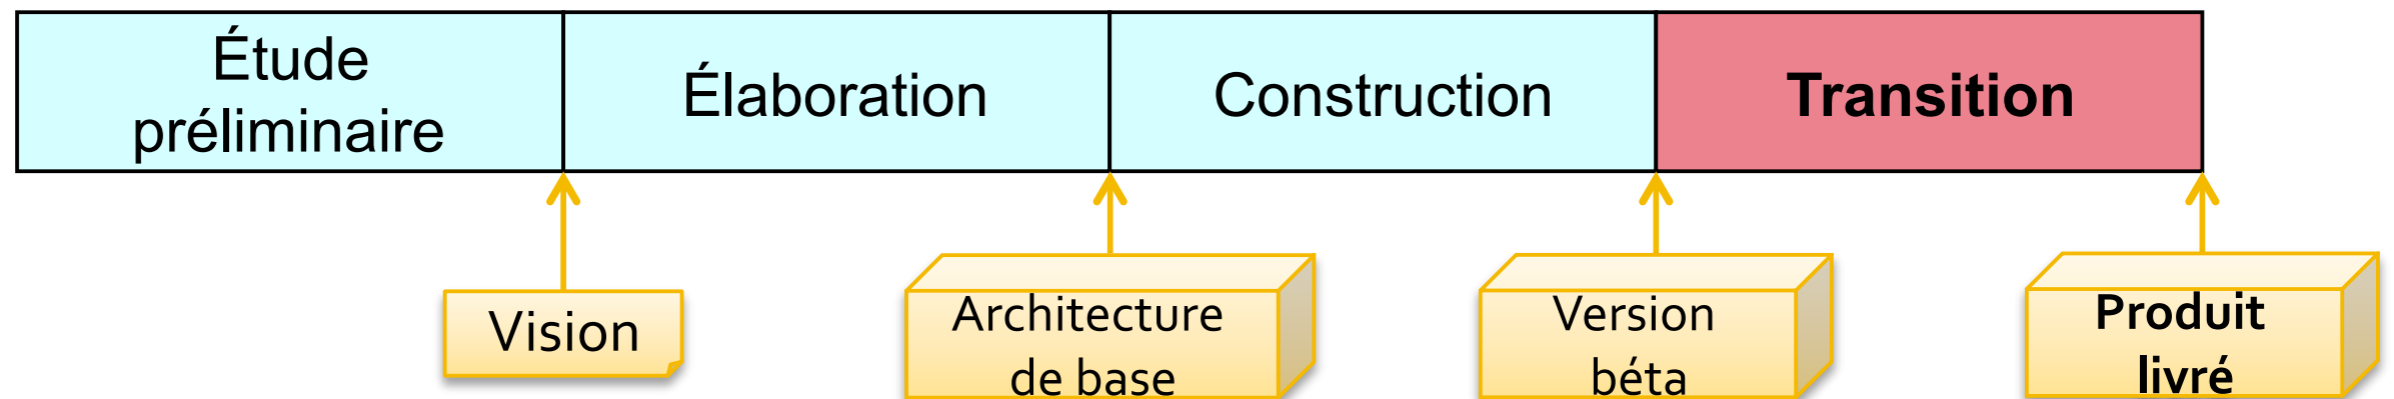 Étude
préliminaire
Élaboration
Construction
Transition
Vision
Architecture
de base
Version
béta
Produit
livré